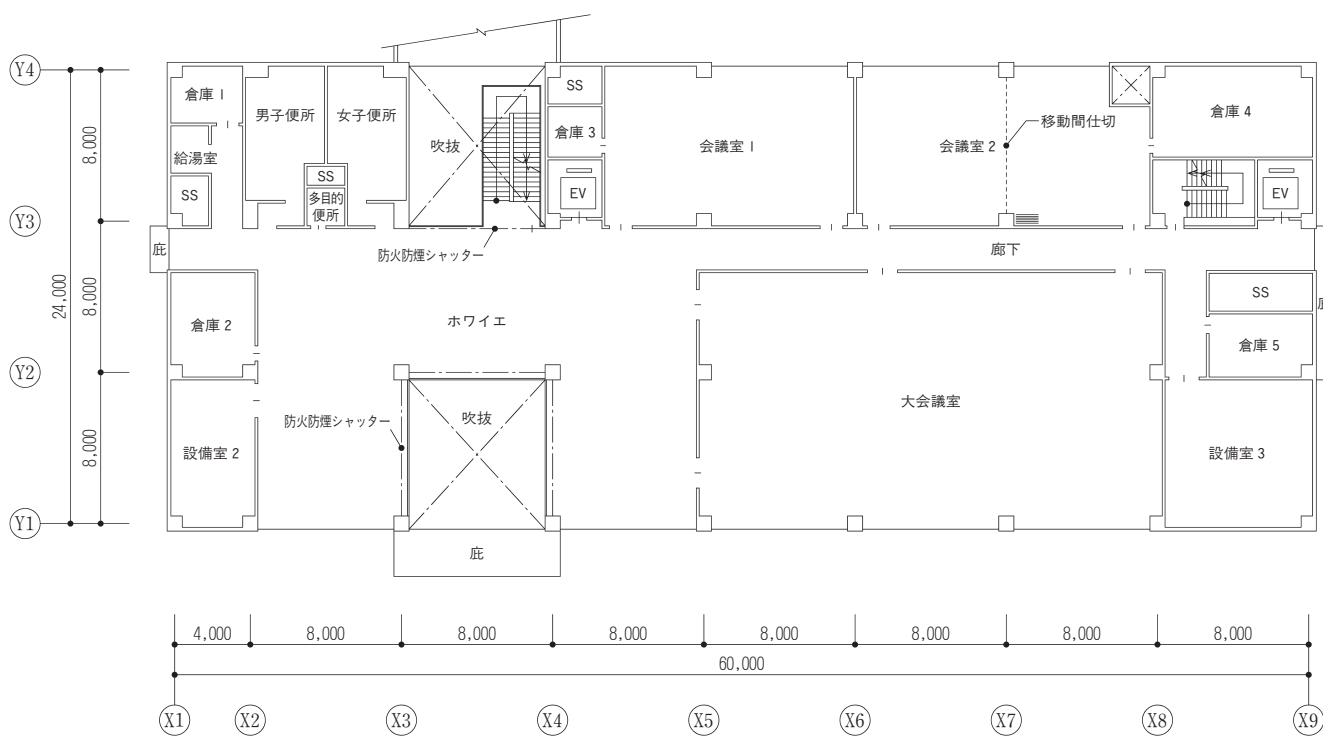 Y4
Y3
Y2
Y1
24,000
8,000
8,000
8,000
倉庫 1
男子便所
女子便所
給湯室
SS
SS
多目的
便所
吹抜
SS
倉庫 3
EV
会議室 1
会議室 2
移動間仕切
倉庫 4
EV
庇
防火防煙シャッター
廊下
倉庫 2
ホワイエ
SS
倉庫 5
設備室 2
防火防煙シャッター
吹抜
大会議室
設備室 3
庇
4,000
8,000
8,000
8,000
8,000
8,000
8,000
8,000
60,000
X1
X2
X3
X4
X5
X6
X7
X8
X9